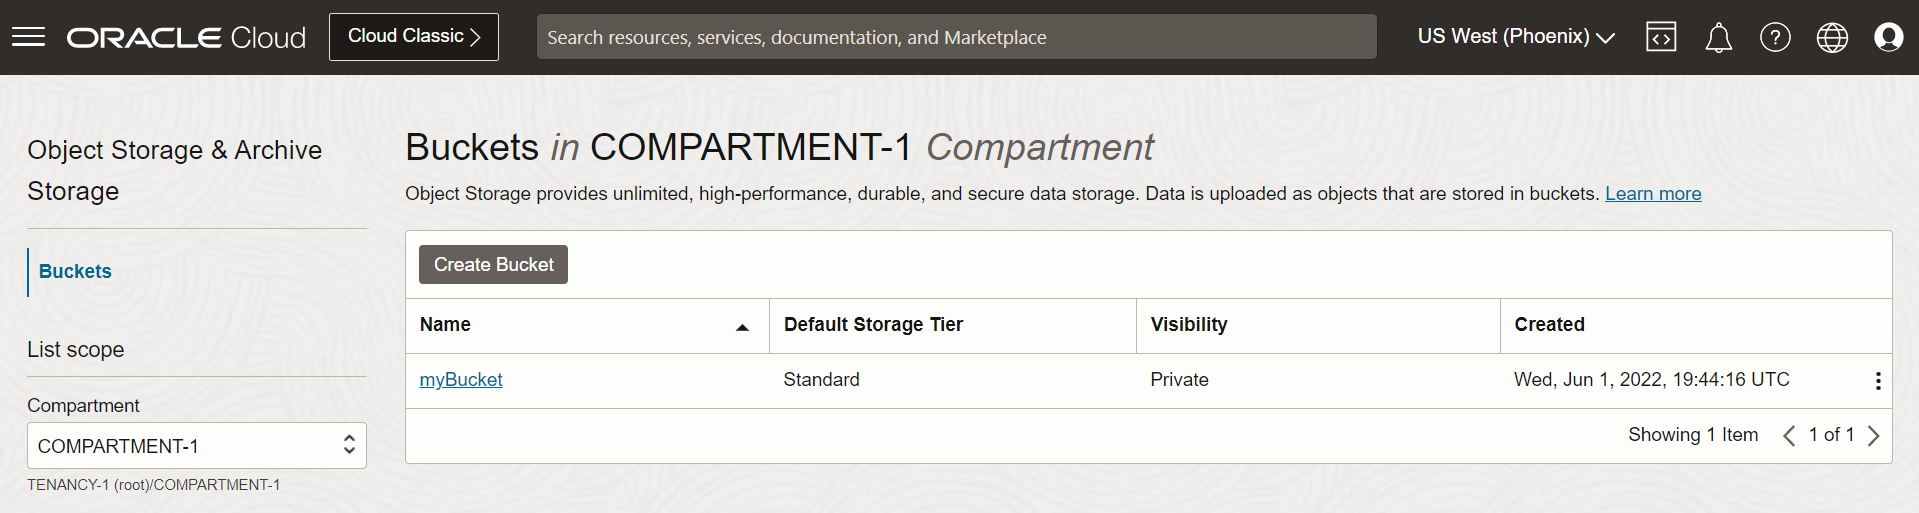 ORACLE Cloud
Cloud Classic
Search resources, services, documentation, and Marketplace
US West (Phoenix)
Object Storage & Archive
Storage
Buckets
List scope
Compartment
COMPARTMENT-1
TENANCY-1 (root)/COMPARTMENT-1
Buckets in COMPARTMENT-1 Compartment
Object Storage provides unlimited, high-performance, durable, and secure data storage. Data is uploaded as objects that are stored in buckets. Learn more
Create Bucket
Name Default Storage Tier Visibility Created
myBucket Standard Private Wed, Jun 1, 2022, 19:44:16 UTC
Showing 1 Item 1 of 1